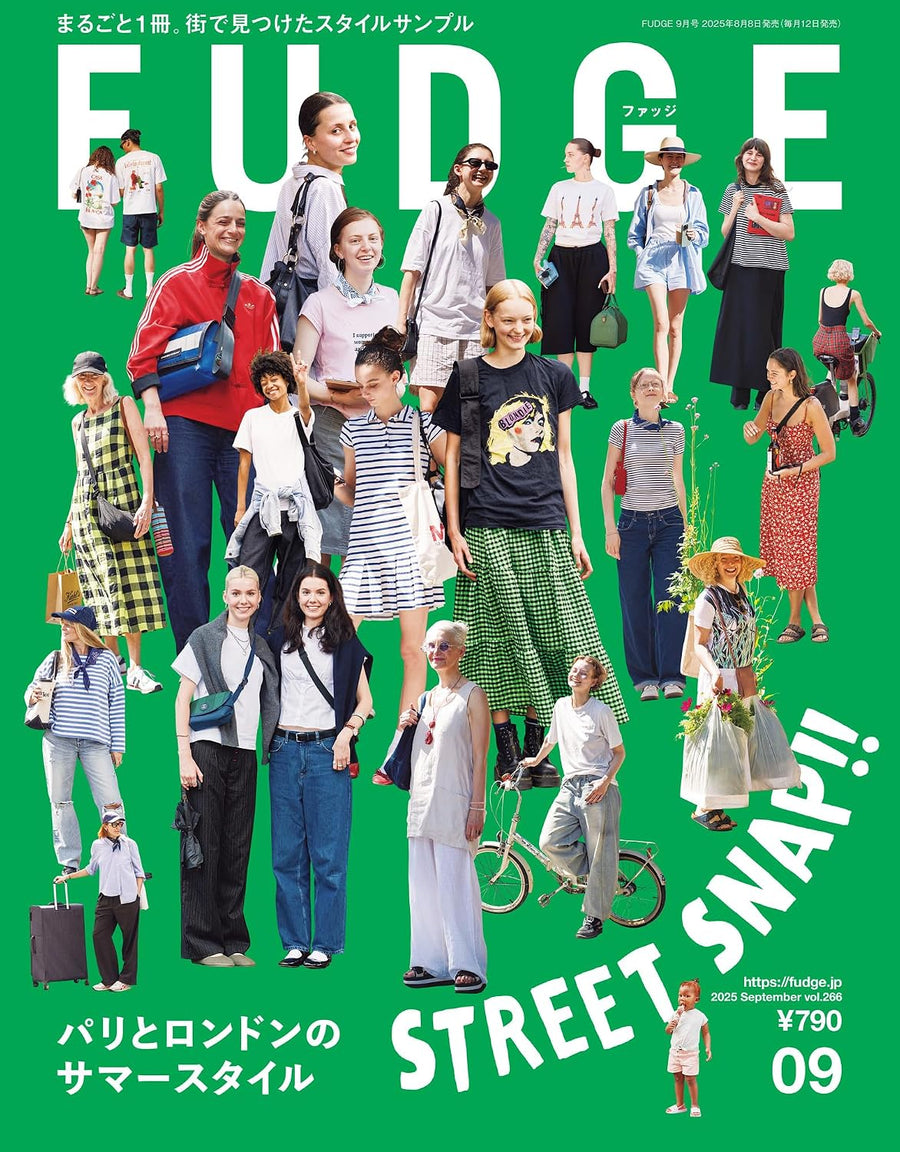 まるごと1冊。街で見つけたスタイルサンプル
FUDGE 9月号 2025年8月8日発売(毎月12日発売)
FUDGE
ファッジ
I support
BLONDIE
STREET SNAP!!
https://fudge.jp
2025 September vol.266
¥790
09
パリとロンドンの
サマースタイル